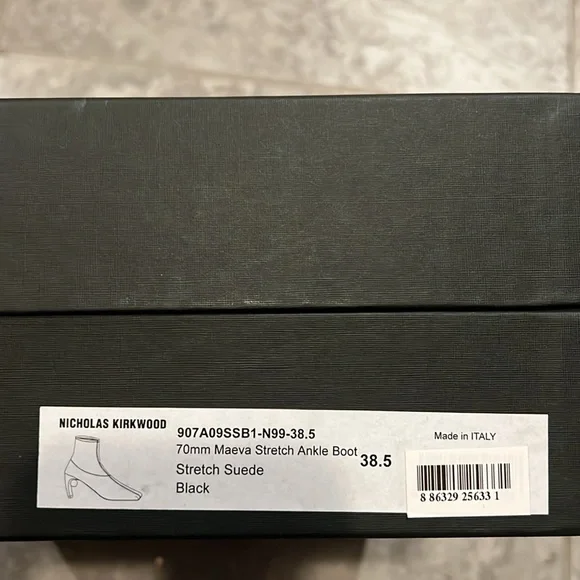 NICHOLAS KIRKWOOD
907A09SSB1-N99-38.5
70mm Maeva Stretch Ankle Boot
Stretch Suede
Black
38.5
Made in ITALY
8 86329 25633 1